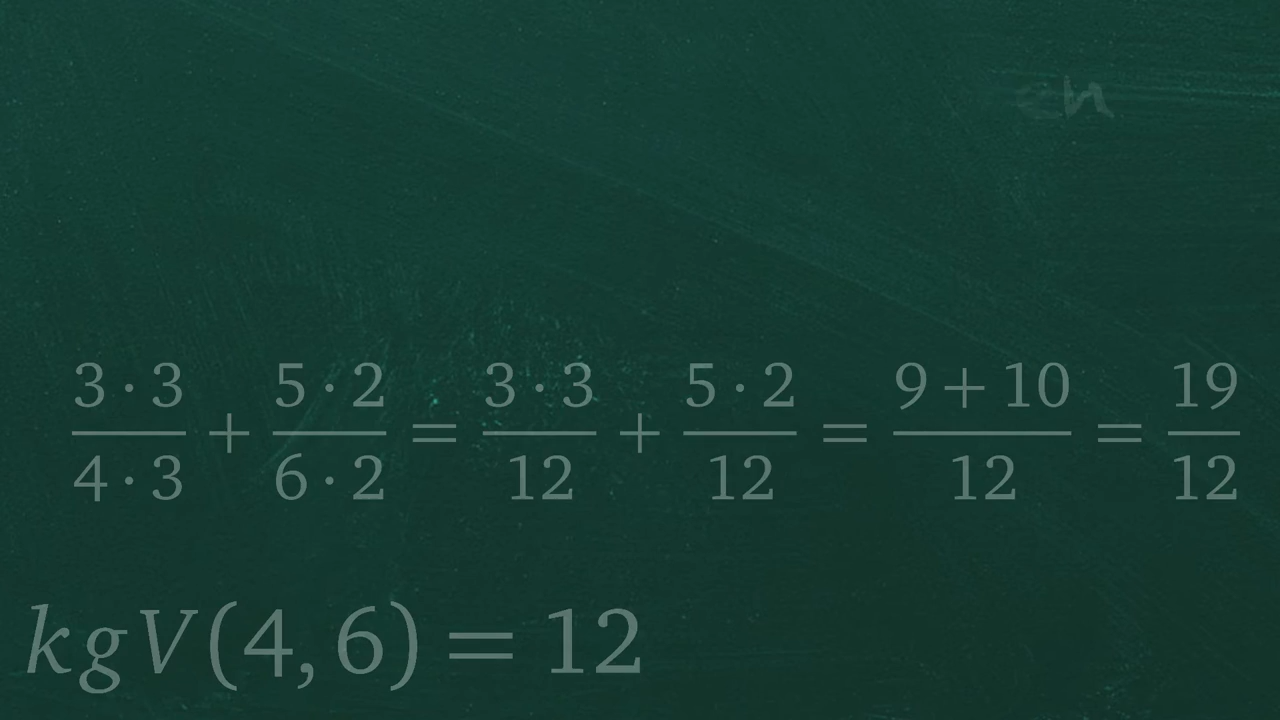 3 · 3 / 4 · 3 + 5 · 2 / 6 · 2 = 3 · 3 / 12 + 5 · 2 / 12 = 9 + 10 / 12 = 19 / 12
kgV(4, 6) = 12